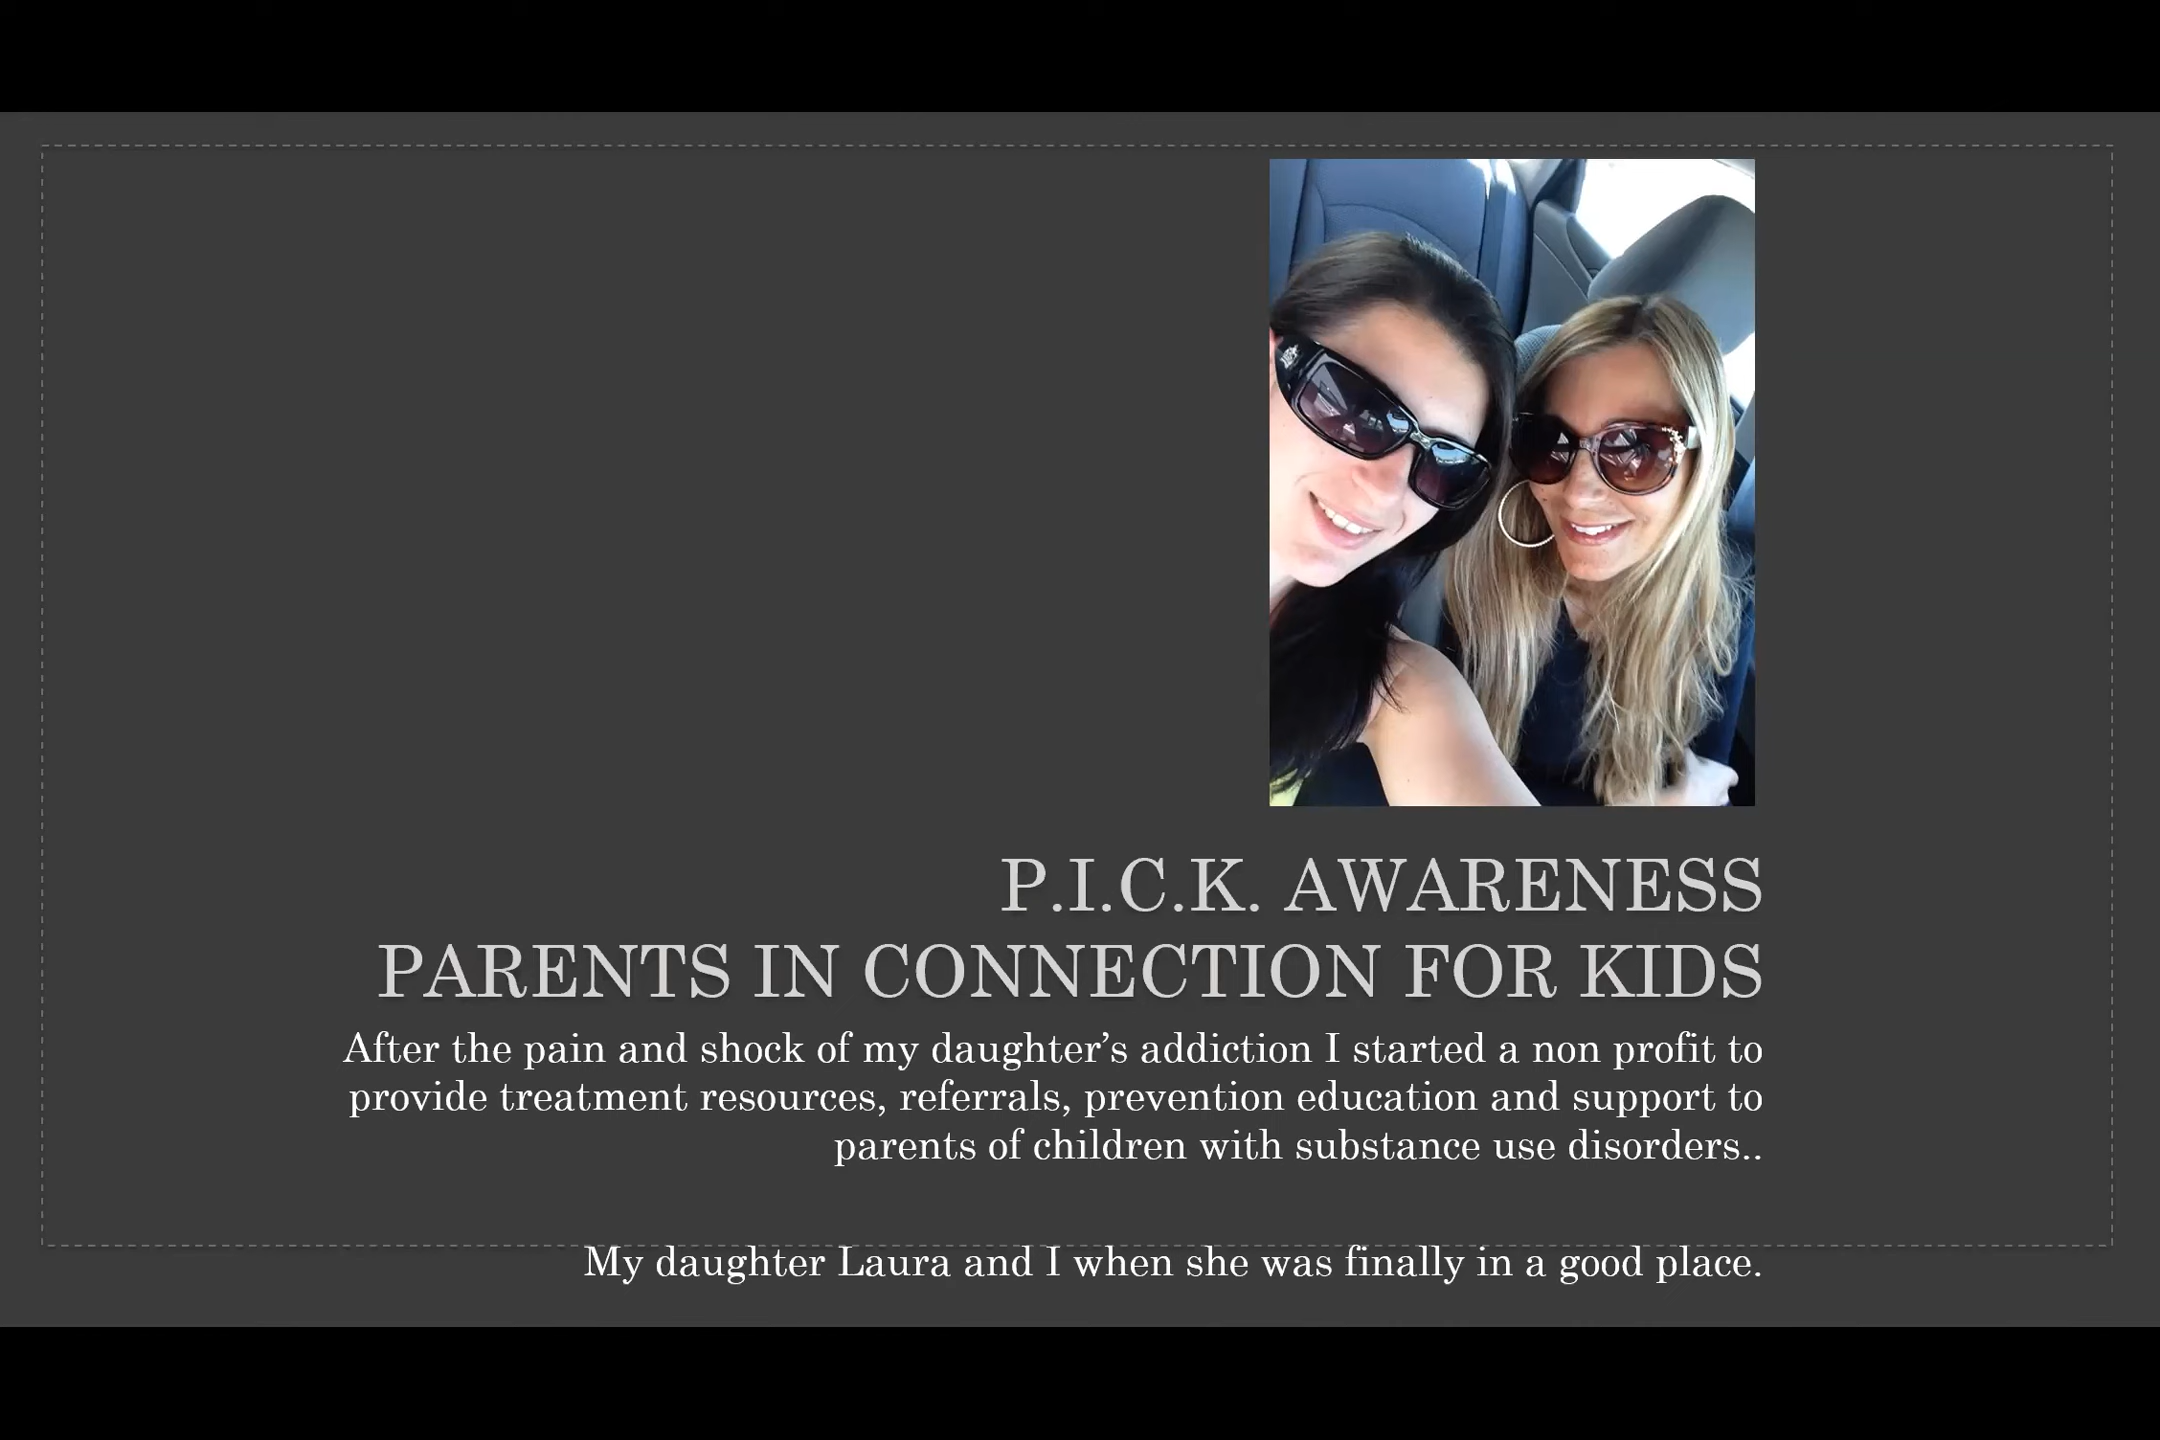 P.I.C.K. AWARENESS
PARENTS IN CONNECTION FOR KIDS
After the pain and shock of my daughter’s addiction I started a non profit to
provide treatment resources, referrals, prevention education and support to
parents of children with substance use disorders..
My daughter Laura and I when she was finally in a good place.